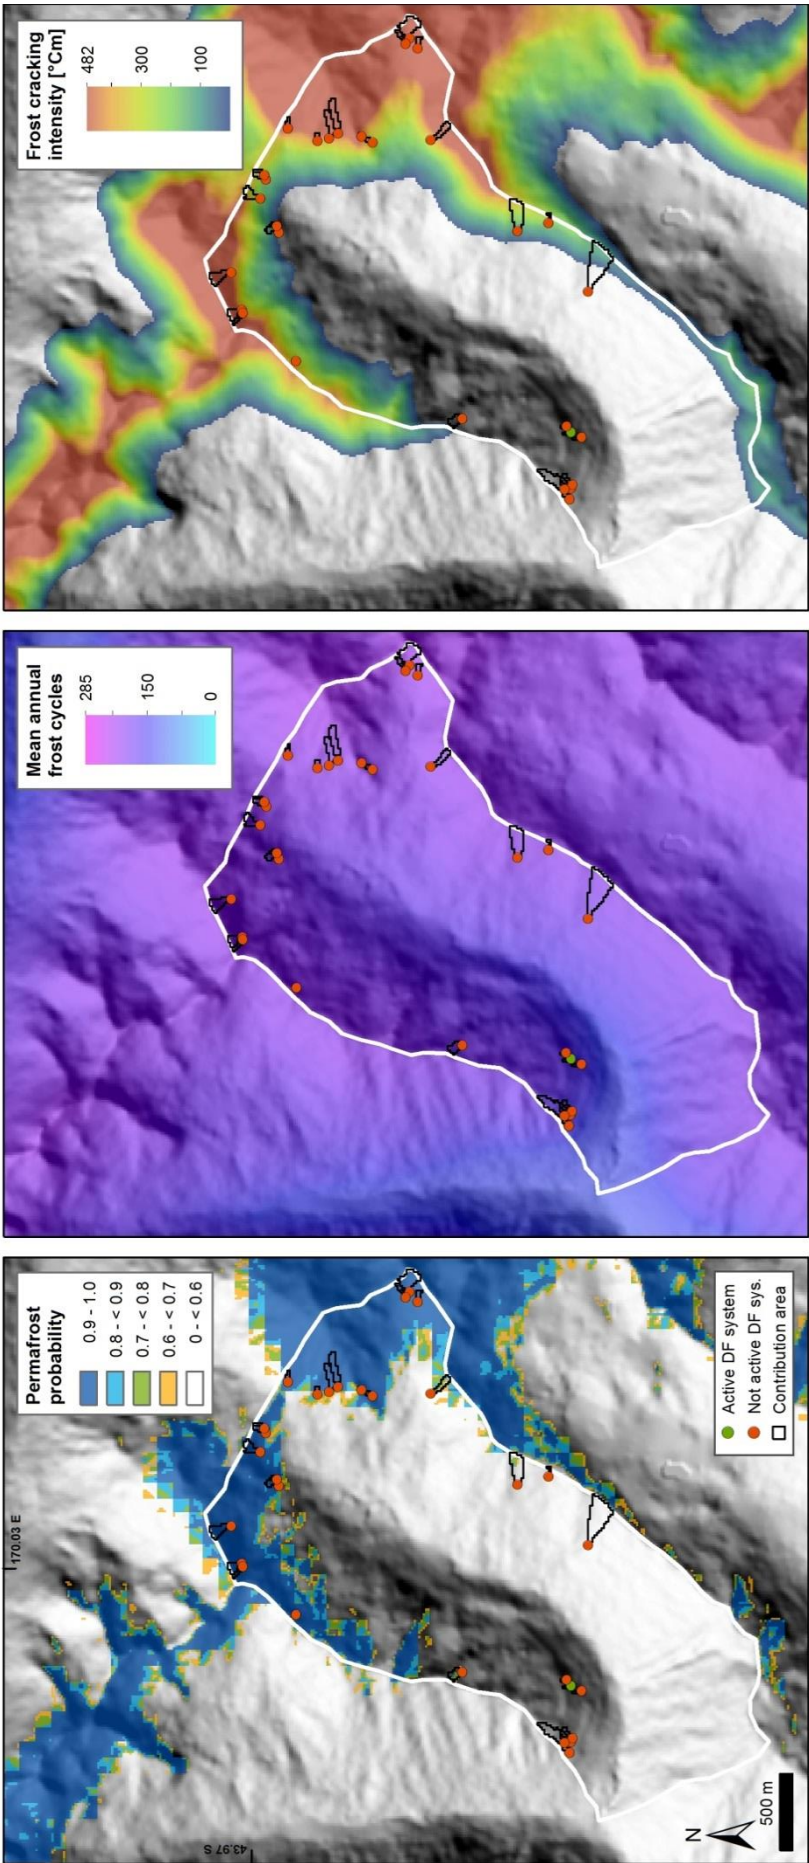 Frost cracking
intensity [°Cm]
482
300
100
Mean annual
frost cycles
285
150
0
170.03 E
Permafrost
probability
0.9 - 1.0
0.8 - < 0.9
0.7 - < 0.8
0.6 - < 0.7
0 - < 0.6
Active DF system
Not active DF sys.
Contribution area
43.97 S
N
500 m